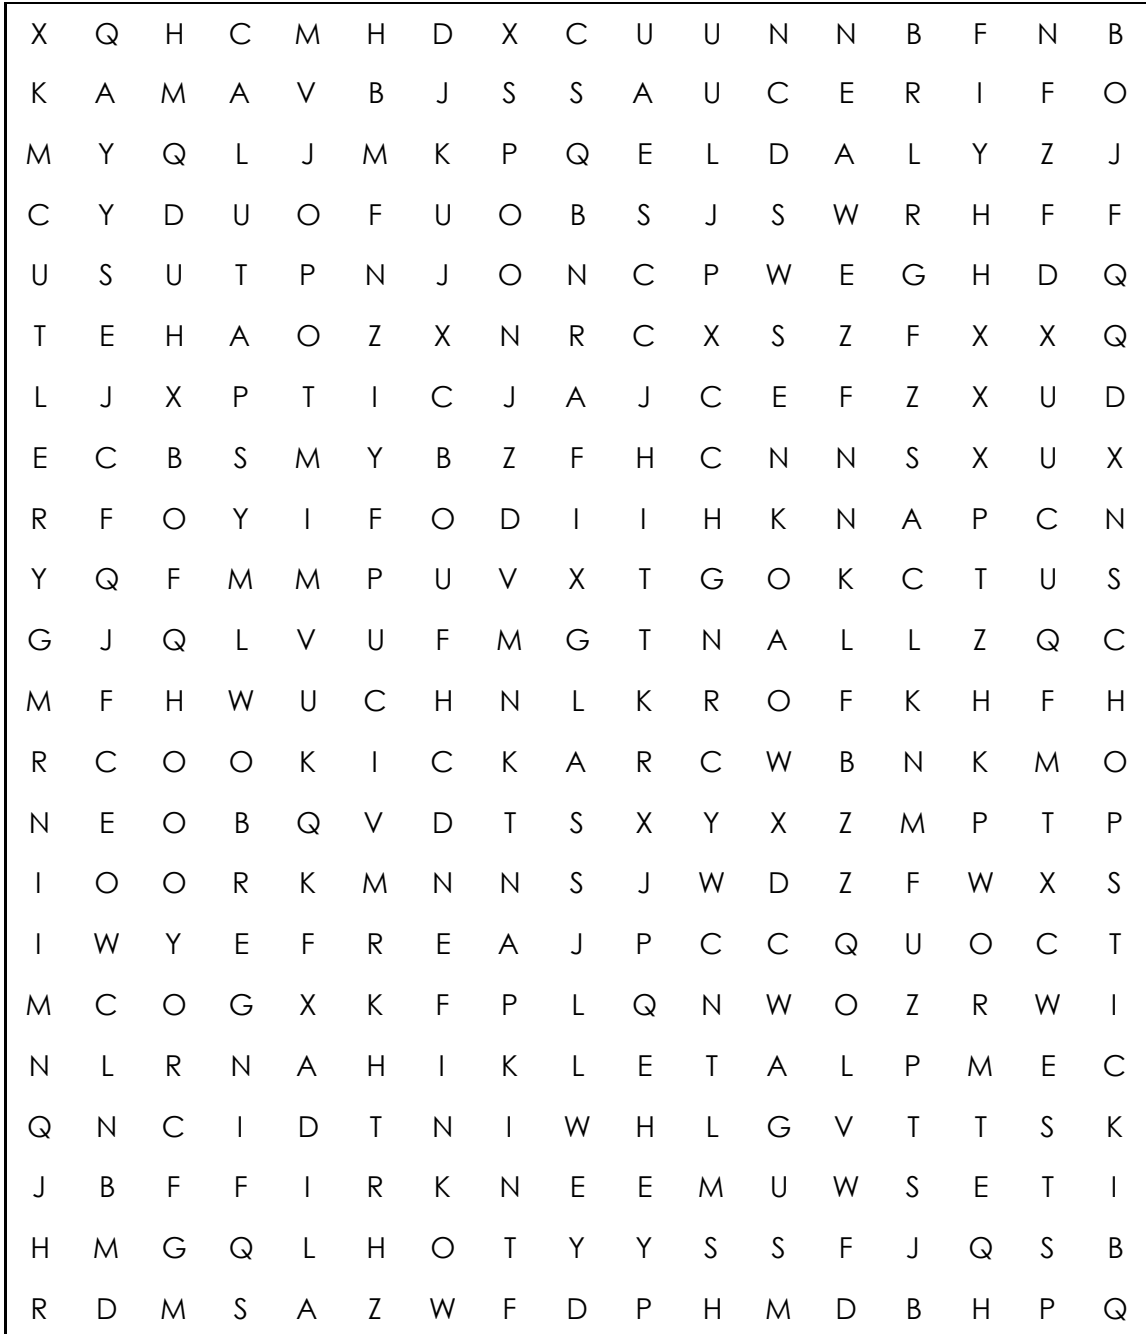 X Q H C M H D X C U U N N B F N B
K A M A V B J S S A U C E R I F O
M Y Q L J M K P Q E L D A L Y Z J
C Y D U O F U O B S J S W R H F F
U S U T P N J O N C P W E G H D Q
T E H A O Z X N R C X S Z F X X Q
L J X P T I C J A J C E F Z X U D
E C B S M Y B Z F H C N N S X U X
R F O Y I F O D I I H K N A P C N
Y Q F M M P U V X T G O K C T U S
G J Q L V U F M G T N A L L Z Q C
M F H W U C H N L K R O F K H F H
R C O O K I C K A R C W B N K M O
N E O B Q V D T S X Y X Z M P T P
I O O R K M N N S J W D Z F W X S
I W Y E F R E A J P C C Q U O C T
M C O G X K F P L Q N W O Z R W I
N L R N A H I K L E T A L P M E C
Q N C I D T N I W H L G V T T S K
J B F F I R K N E E M U W S E T I
H M G Q L H O T Y Y S S F J Q S B
R D M S A Z W F D P H M D B H P Q